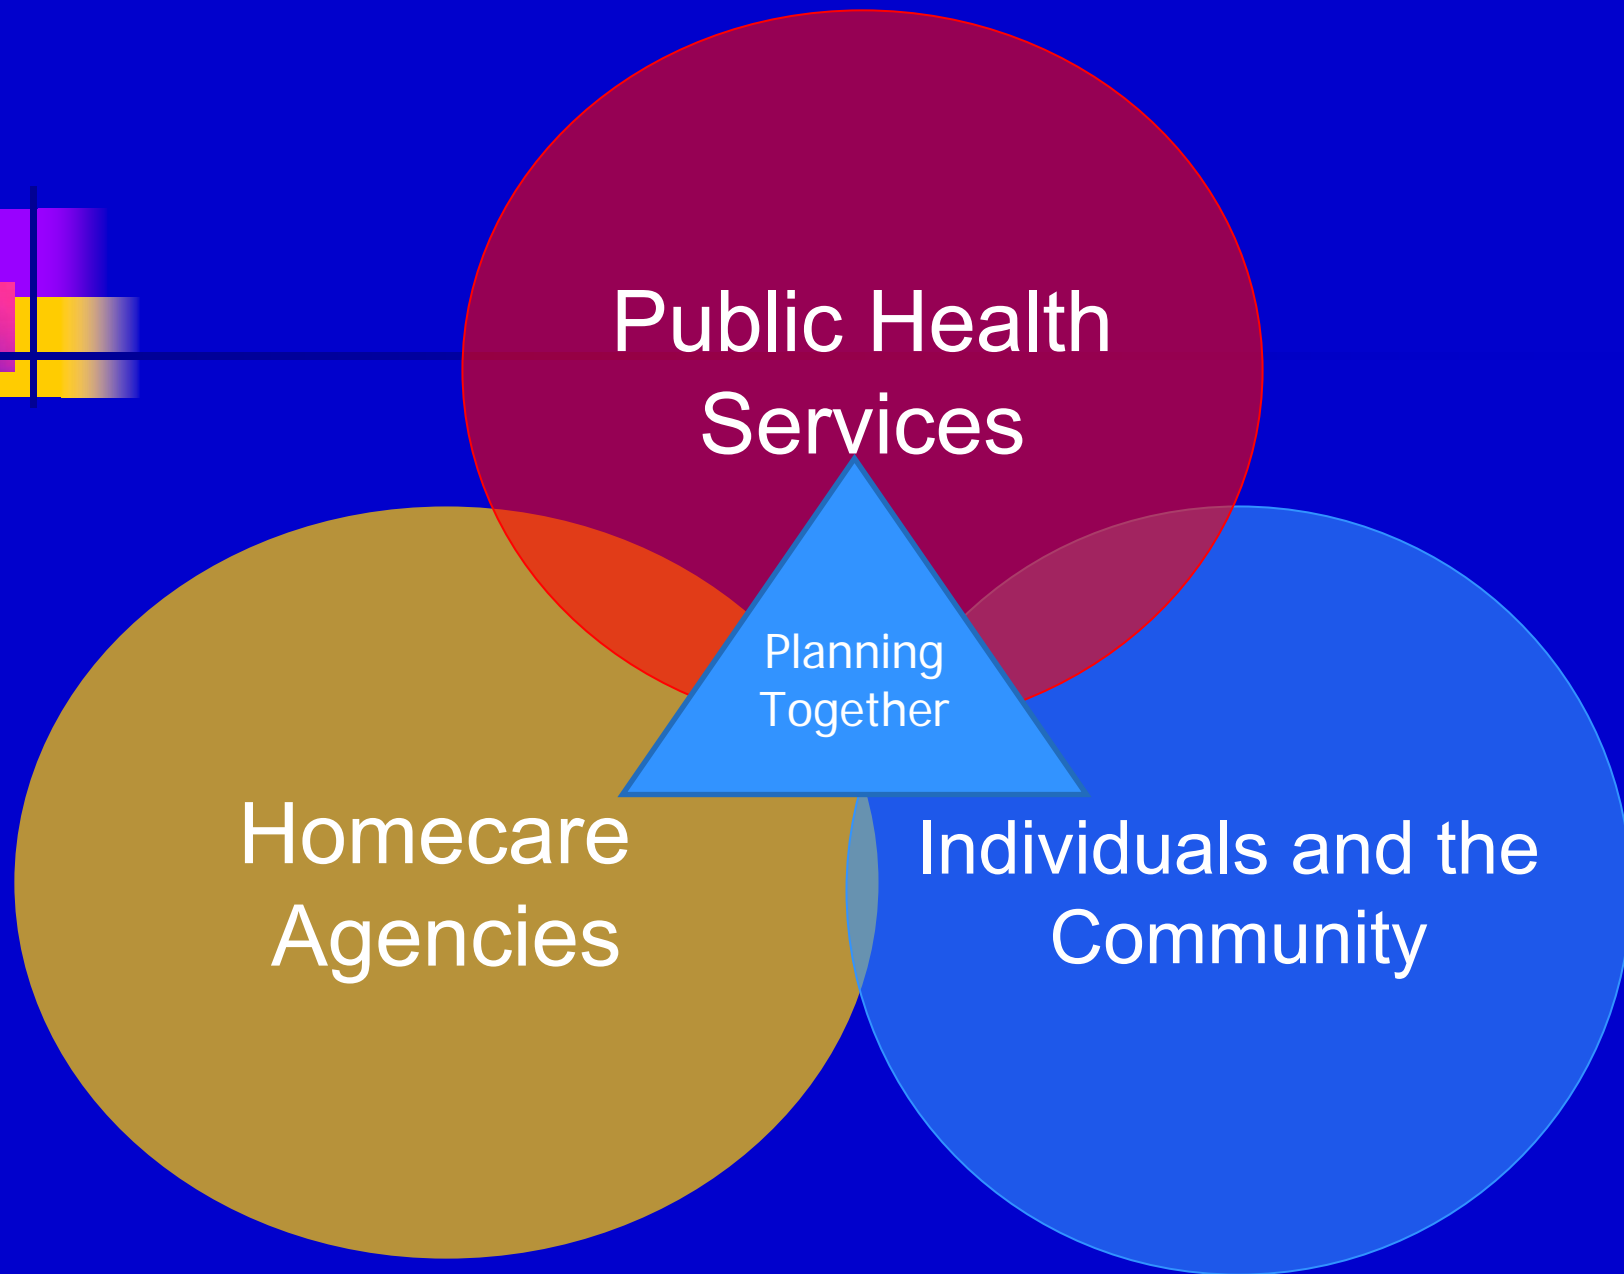 Public Health
Services
Planning
Together
Homecare
Agencies
Individuals and the
Community